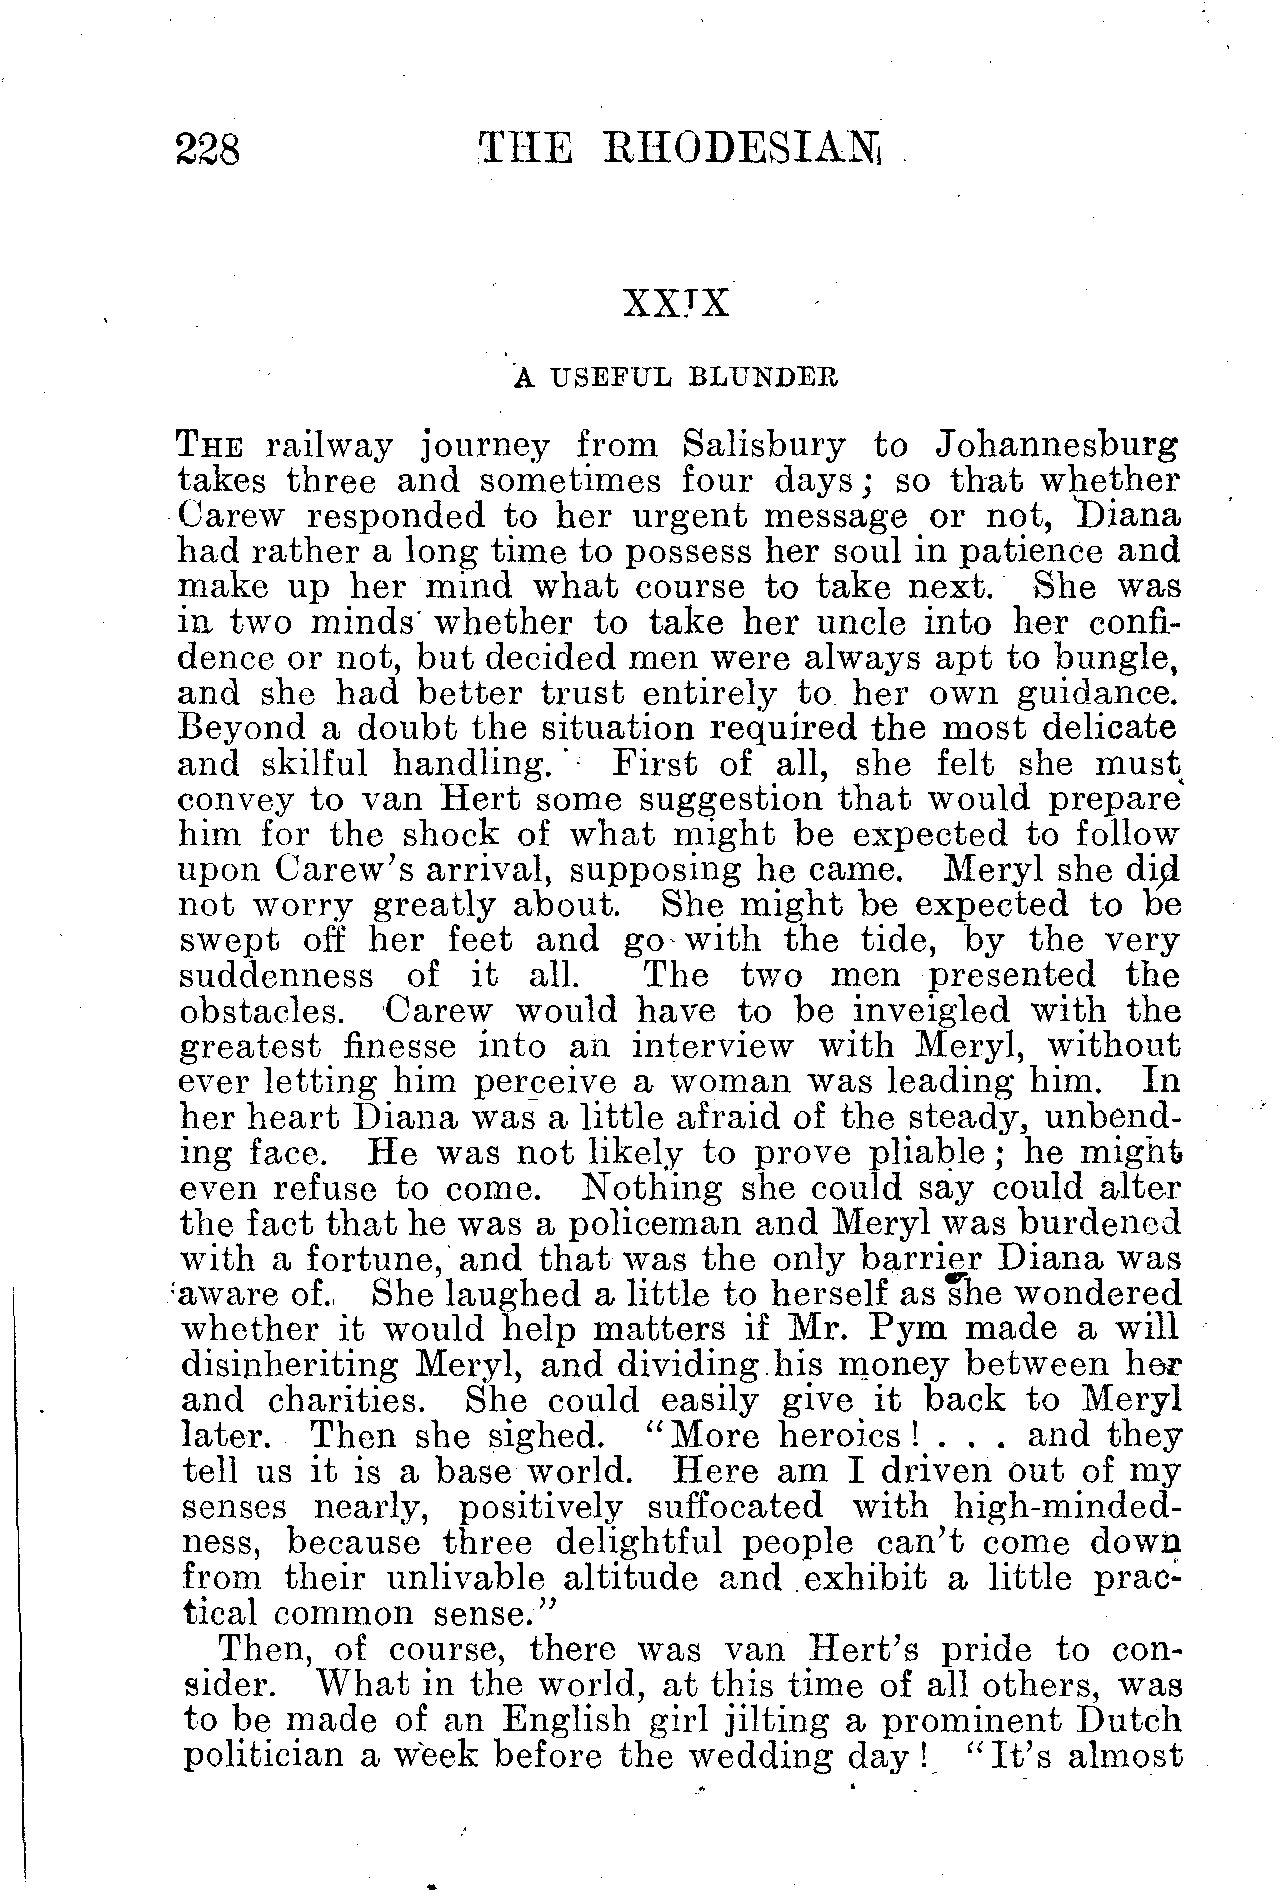 228 THE RHODESIAN
XXIX
A USEFUL BLUNDER
THE railway journey from Salisbury to Johannesburg
takes three and sometimes four days; so that whether
Carew responded to her urgent message or not, Diana
had rather a long time to possess her soul in patience and
make up her mind what course to take next. She was
in two minds whether to take her uncle into her confi-
dence or not, but decided men were always apt to bungle,
and she had better trust entirely to her own guidance.
Beyond a doubt the situation required the most delicate
and skilful handling. First of all, she felt she must
convey to van Hert some suggestion that would prepare
him for the shock of what might be expected to follow
upon Carew's arrival, supposing he came. Meryl she did
not worry greatly about. She might be expected to be
swept off her feet and go with the tide, by the very
suddenness of it all. The two men presented the
obstacles. Carew would have to be inveigled with the
greatest finesse into an interview with Meryl, without
ever letting him perceive a woman was leading him. In
her heart Diana was a little afraid of the steady, unbend-
ing face. He was not likely to prove pliable; he might
even refuse to come. Nothing she could say could alter
the fact that he was a policeman and Meryl was burdened
with a fortune, and that was the only barrier Diana was
aware of. She laughed a little to herself as she wondered
whether it would help matters if Mr. Pym made a will
disinheriting Meryl, and dividing his money between her
and charities. She could easily give it back to Meryl
later. Then she sighed. "More heroics! . . . and they
tell us it is a base world. Here am I driven out of my
senses nearly, positively suffocated with high-minded-
ness, because three delightful people can't come down
from their unlivable altitude and exhibit a little prac-
tical common sense."
Then, of course, there was van Hert's pride to con-
sider. What in the world, at this time of all others, was
to be made of an English girl jilting a prominent Dutch
politician a week before the wedding day! "It's almost